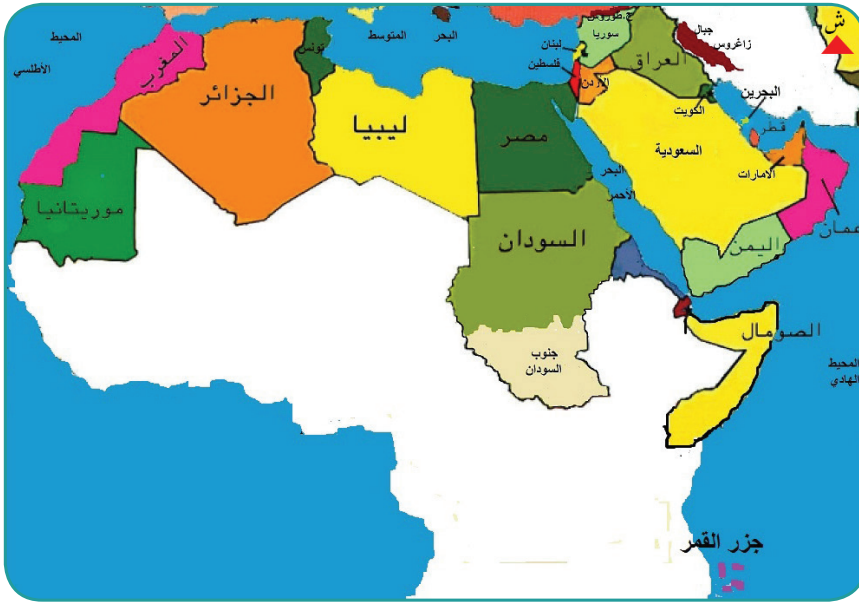 المحيط
الأطلسي
المغرب
الجزائر
تونس
المتوسط
البحر
ليبيا
مصر
موريتانيا
السودان
جنوب
السودان
لبنان
فلسطين
سوريا
الاردن
العراق
جبال
زاغروس
ش
البحرين
الكويت
قطر
السعودية
الامارات
البحر
الأحمر
عمان
اليمن
الصومال
المحيط
الهادي
جزر القمر